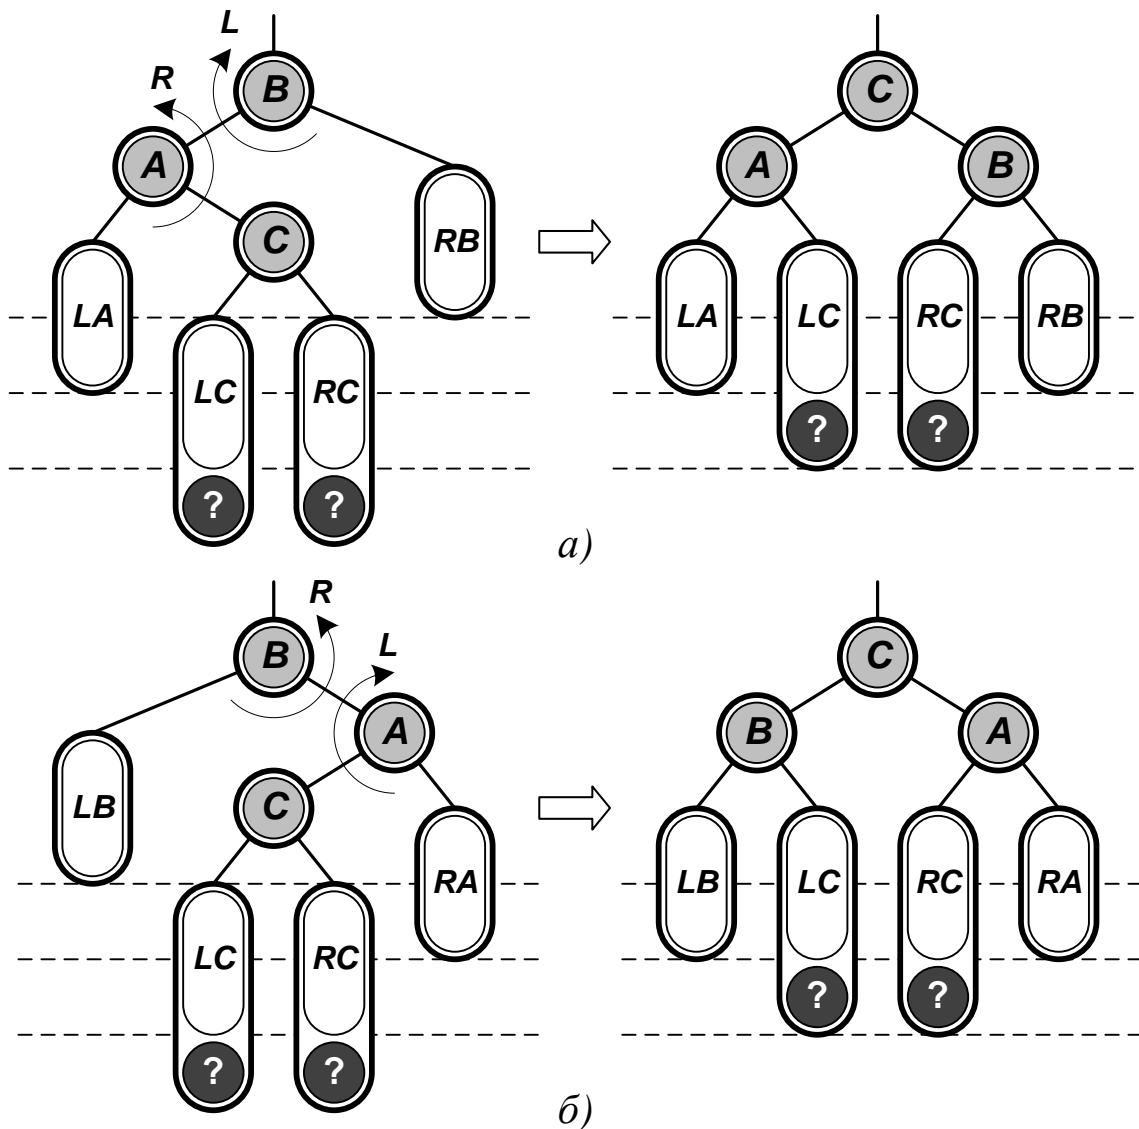 L
B C
R
A A B
C
RB
LA LA LC RC RB
LC RC
? ?
? ?
а)
R
B C
L
A B A
C
LB
RA LB LC RC RA
LC RC
? ?
? ?
б)